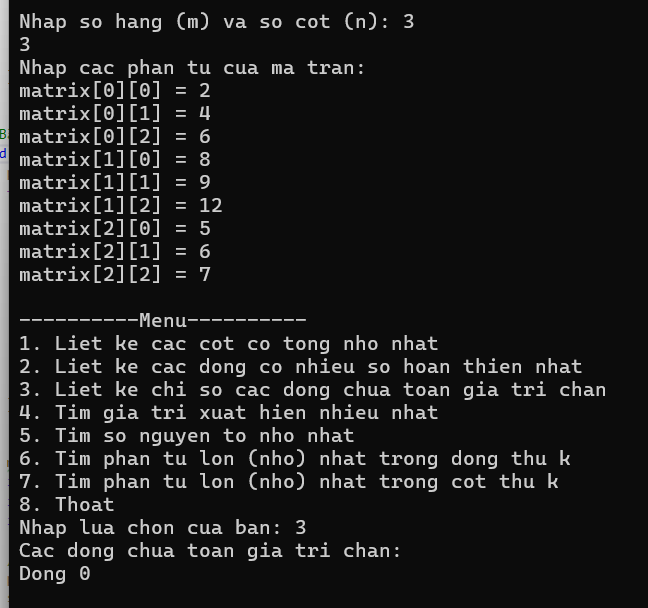 Nhap so hang (m) va so cot (n): 3
3
Nhap cac phan tu cua ma tran:
matrix[0][0] = 2
matrix[0][1] = 4
matrix[0][2] = 6
matrix[1][0] = 8
matrix[1][1] = 9
matrix[1][2] = 12
matrix[2][0] = 5
matrix[2][1] = 6
matrix[2][2] = 7
----------Menu----------
1. Liet ke cac cot co tong nho nhat
2. Liet ke cac dong co nhieu so hoan thien nhat
3. Liet ke chi so cac dong chua toan gia tri chan
4. Tim gia tri xuat hien nhieu nhat
5. Tim so nguyen to nho nhat
6. Tim phan tu lon (nho) nhat trong dong thu k
7. Tim phan tu lon (nho) nhat trong cot thu k
8. Thoat
Nhap lua chon cua ban: 3
Cac dong chua toan gia tri chan:
Dong 0